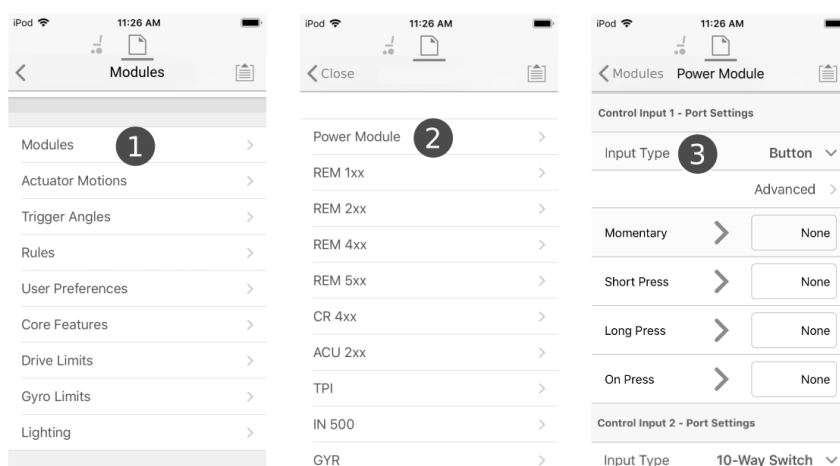 iPod 11:26 AM
Modules
1
Modules
Actuator Motions
Trigger Angles
Rules
User Preferences
Core Features
Drive Limits
Gyro Limits
Lighting
iPod 11:26 AM
Close
2
Power Module
REM 1xx
REM 2xx
REM 4xx
REM 5xx
CR 4xx
ACU 2xx
TPI
IN 500
GYR
iPod 11:26 AM
Modules Power Module
Control Input 1 - Port Settings
Input Type 3 Button
Advanced
Momentary None
Short Press None
Long Press None
On Press None
Control Input 2 - Port Settings
Input Type 10-Way Switch